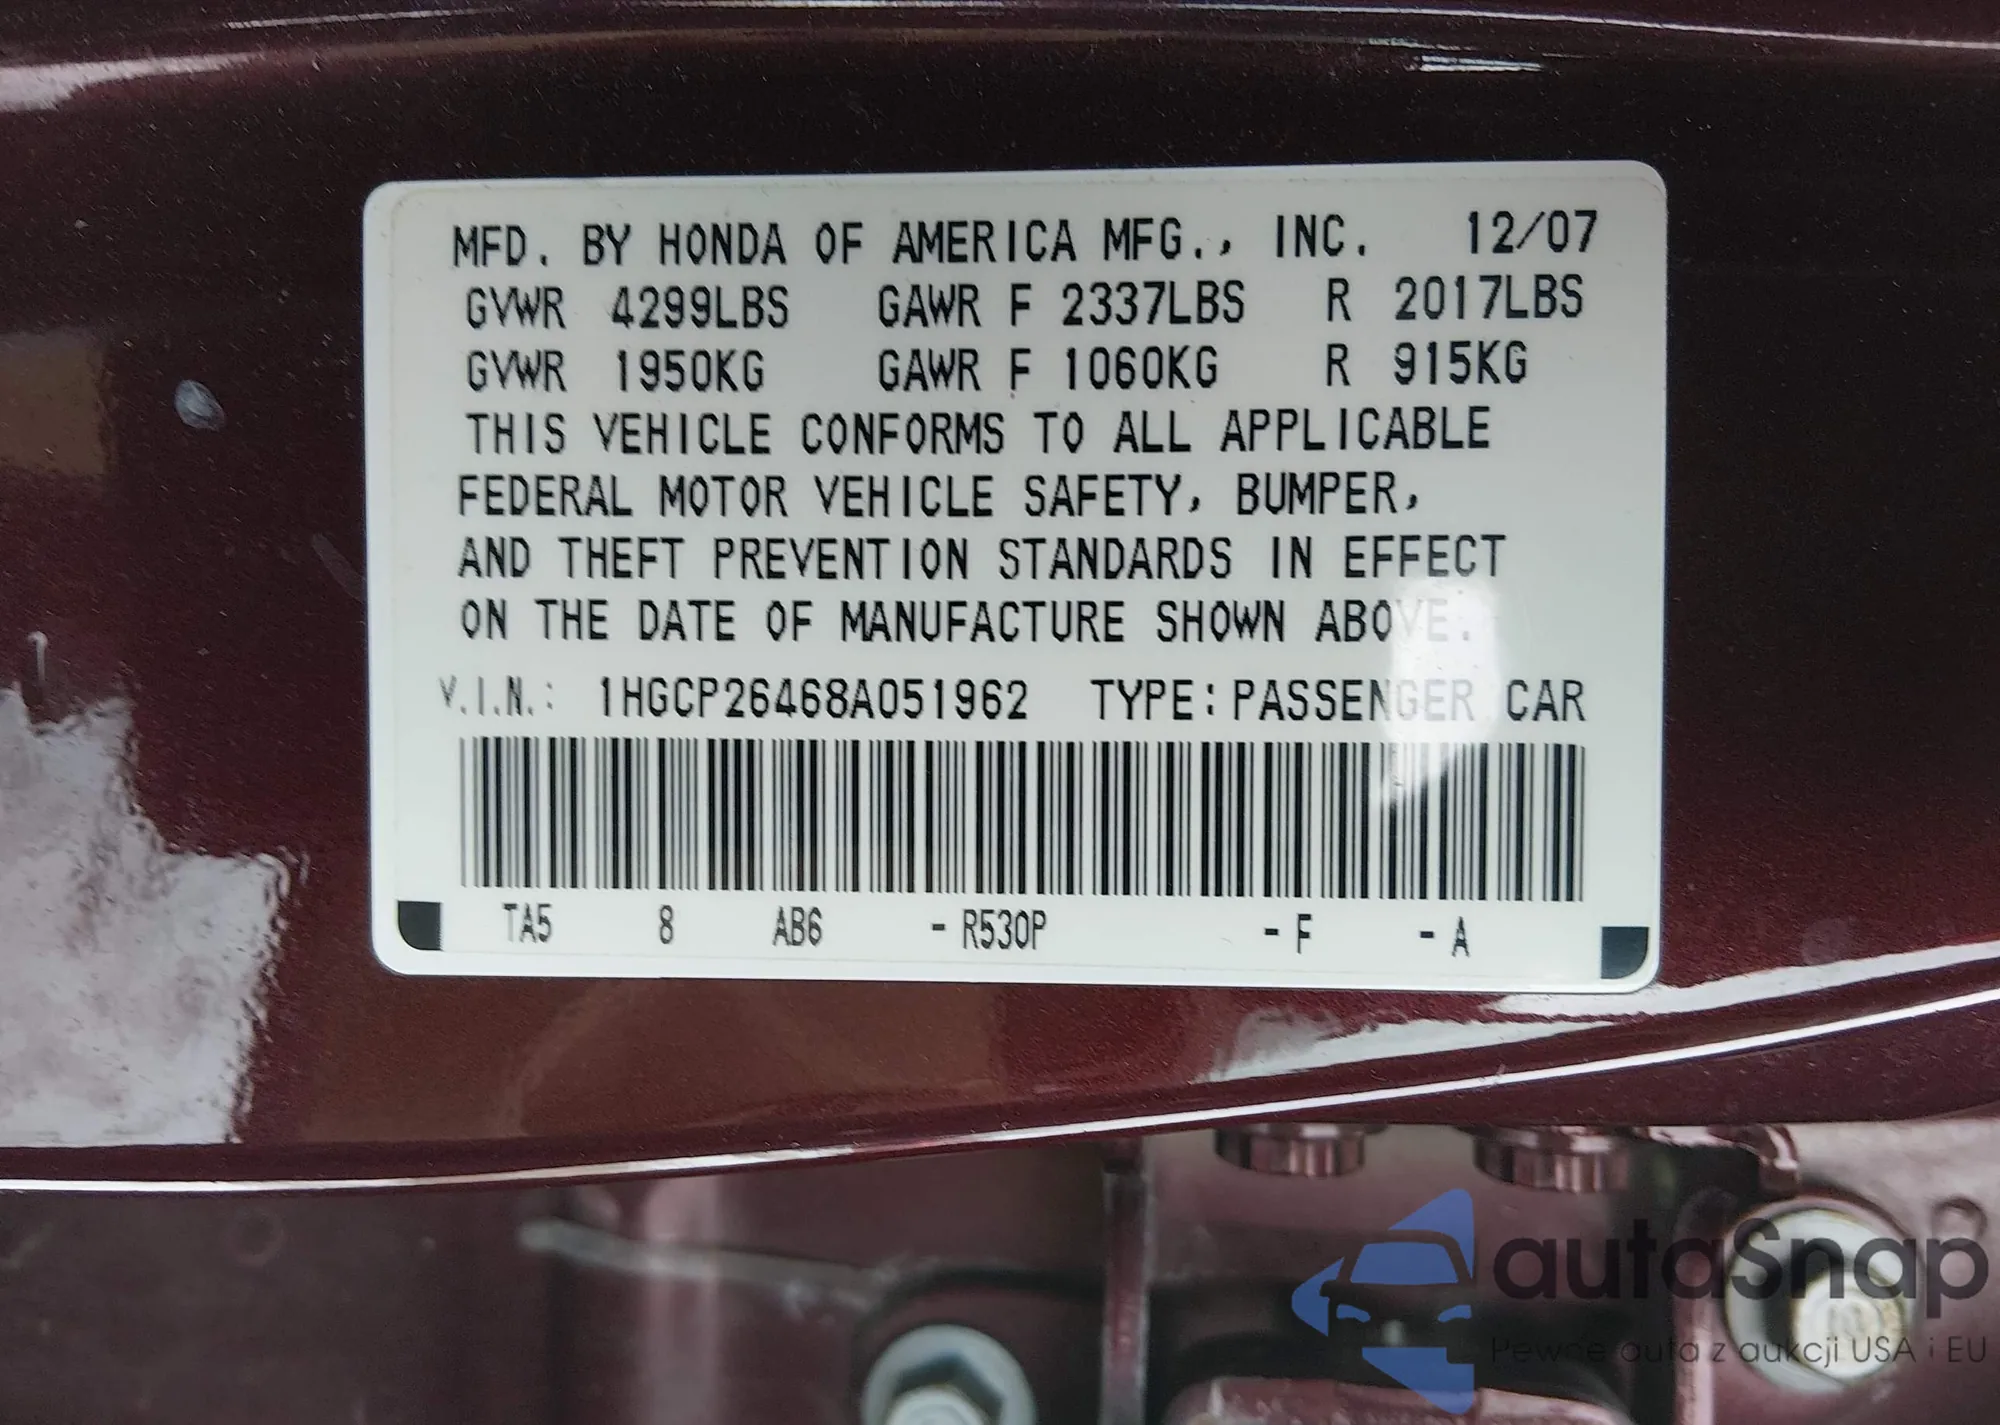 MFD. BY HONDA OF AMERICA MFG., INC. 12/07
GVWR 4299LBS GAWR F 2337LBS R 2017LBS
GVWR 1950KG GAWR F 1060KG R 915KG
THIS VEHICLE CONFORMS TO ALL APPLICABLE
FEDERAL MOTOR VEHICLE SAFETY, BUMPER,
AND THEFT PREVENTION STANDARDS IN EFFECT
ON THE DATE OF MANUFACTURE SHOWN ABOVE.
V.I.N.: 1HGCP26468A051962 TYPE: PASSENGER CAR
TA5 8 AB6 -R530P -F -A
autaSnap
Pewne auta z aukcji USA i EU